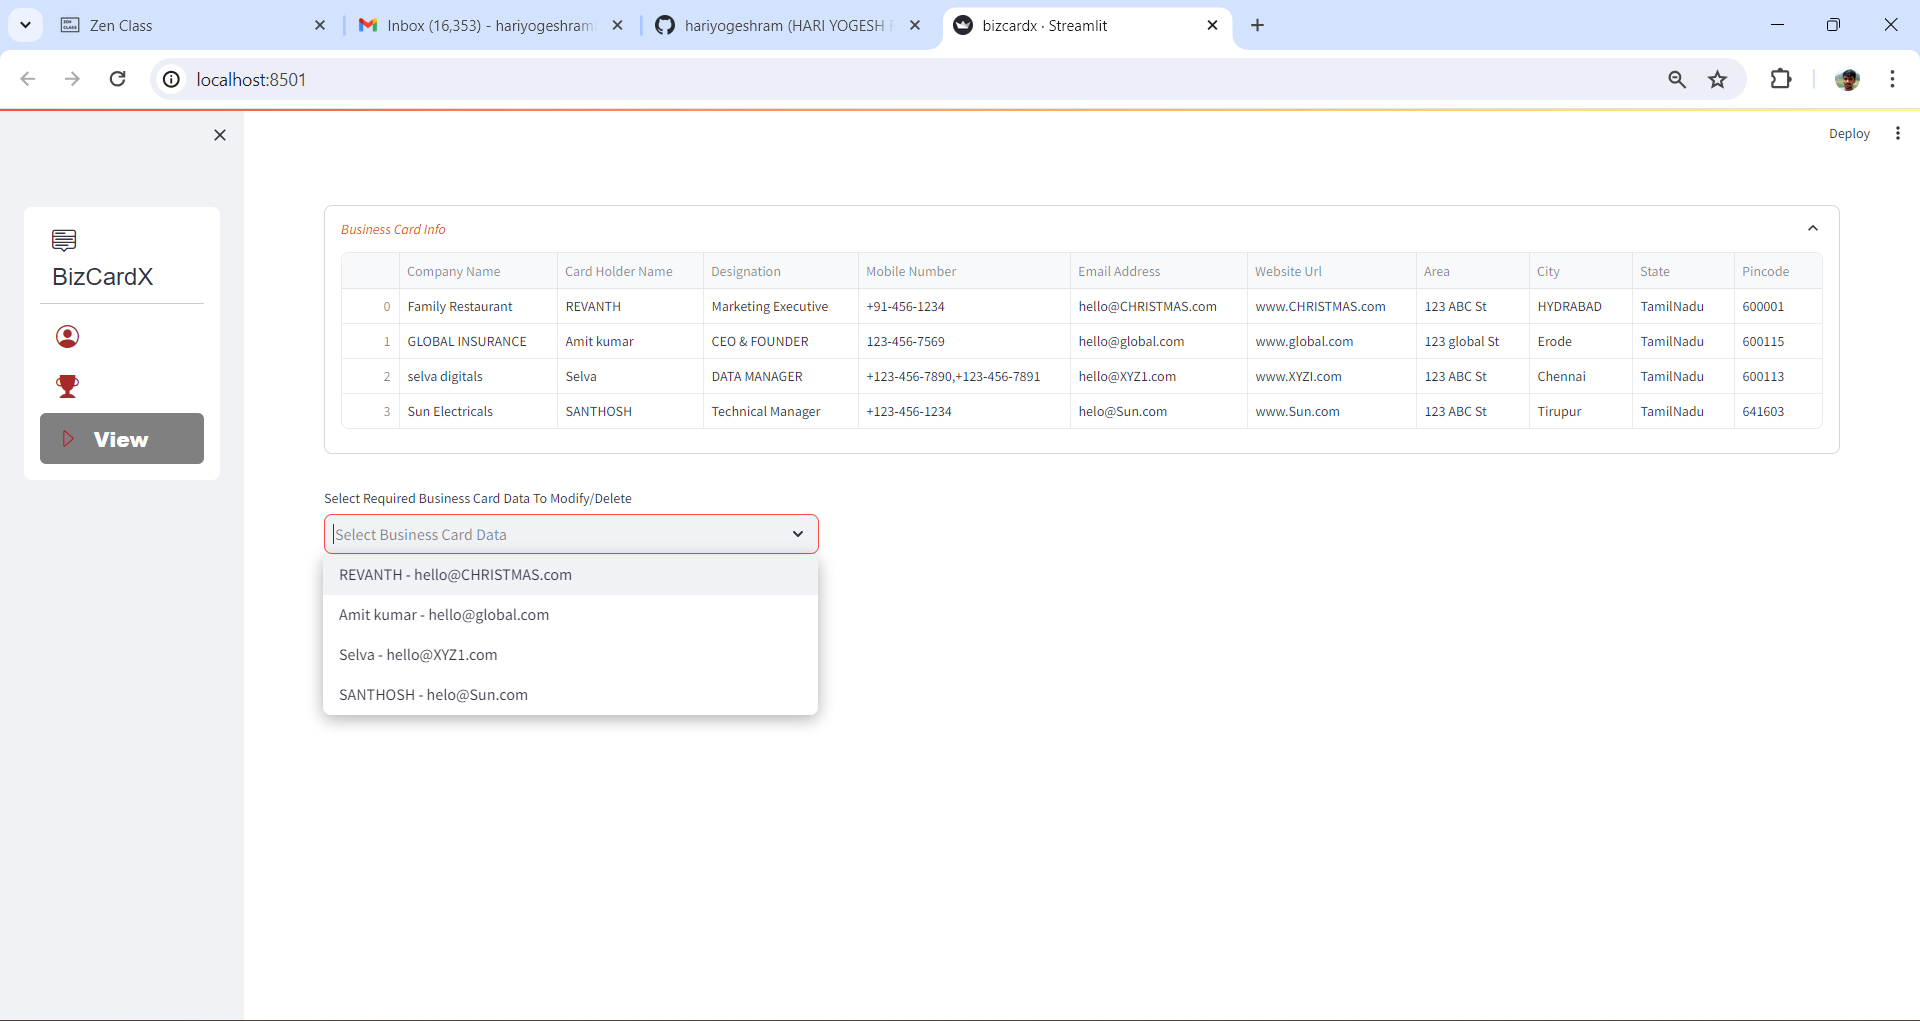 Zen Class
Inbox (16,353) - hariyogeshram
hariyogeshram (HARI YOGESH
bizcardx · Streamlit
localhost:8501
Deploy
BizCardX
View
Business Card Info
Company Name Card Holder Name Designation Mobile Number Email Address Website Url Area City State Pincode
0 Family Restaurant REVANTH Marketing Executive +91-456-1234 hello@CHRISTMAS.com www.CHRISTMAS.com 123 ABC St HYDRABAD TamilNadu 600001
1 GLOBAL INSURANCE Amit kumar CEO & FOUNDER 123-456-7569 hello@global.com www.global.com 123 global St Erode TamilNadu 600115
2 selva digitals Selva DATA MANAGER +123-456-7890,+123-456-7891 hello@XYZ1.com www.XYZI.com 123 ABC St Chennai TamilNadu 600113
3 Sun Electricals SANTHOSH Technical Manager +123-456-1234 helo@Sun.com www.Sun.com 123 ABC St Tirupur TamilNadu 641603
Select Required Business Card Data To Modify/Delete
Select Business Card Data
REVANTH - hello@CHRISTMAS.com
Amit kumar - hello@global.com
Selva - hello@XYZ1.com
SANTHOSH - helo@Sun.com